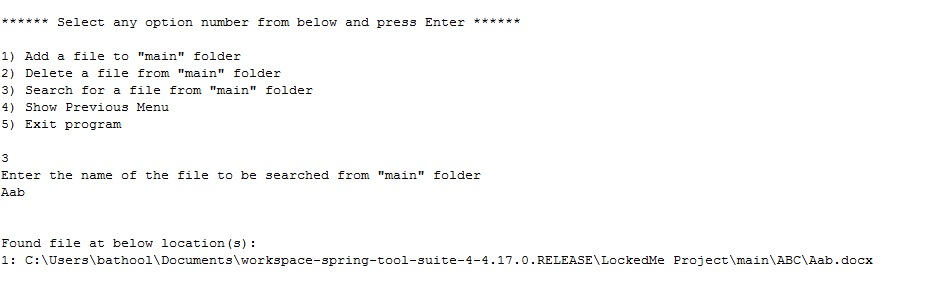 ****** Select any option number from below and press Enter ******
1) Add a file to "main" folder
2) Delete a file from "main" folder
3) Search for a file from "main" folder
4) Show Previous Menu
5) Exit program
3
Enter the name of the file to be searched from "main" folder
Aab
Found file at below location(s):
1: C:\Users\bathool\Documents\workspace-spring-tool-suite-4-4.17.0.RELEASE\LockedMe Project\main\ABC\Aab.docx